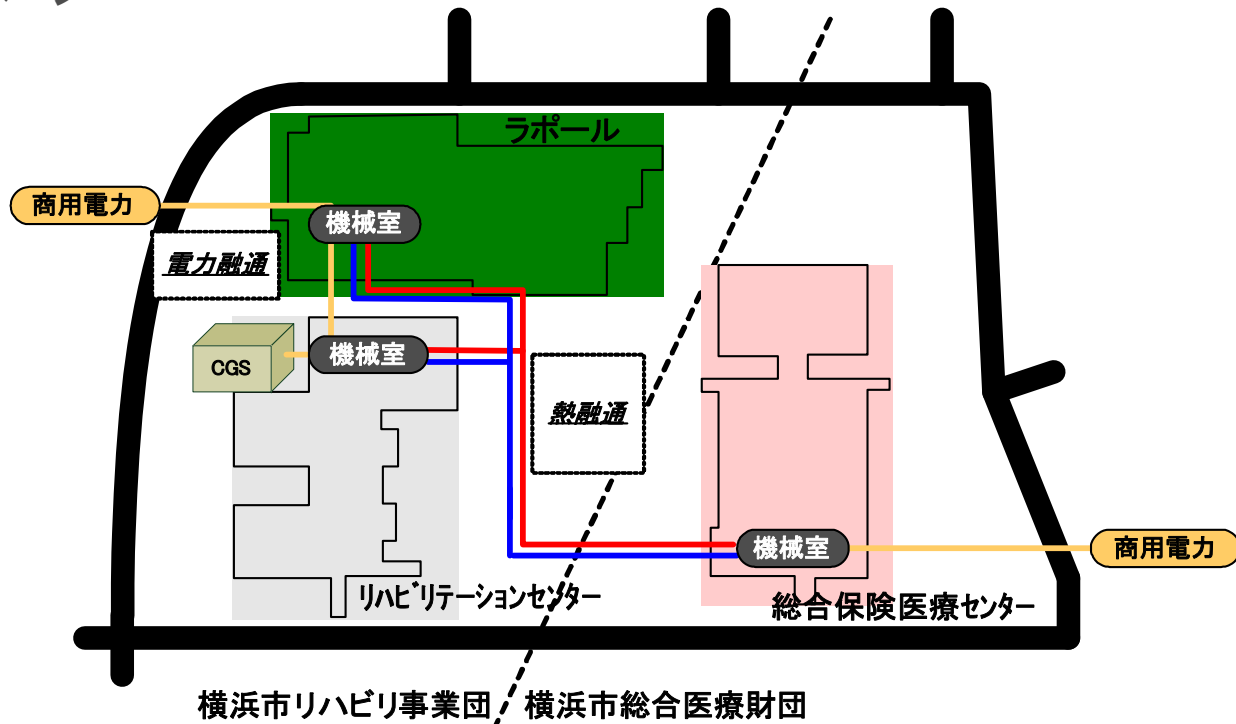 ラポール
商用電力
機械室
電力融通
機械室
CGS
熱融通
機械室
商用電力
リハビリテーションセンター
総合保険医療センター
横浜市リハビリ事業団
横浜市総合医療財団